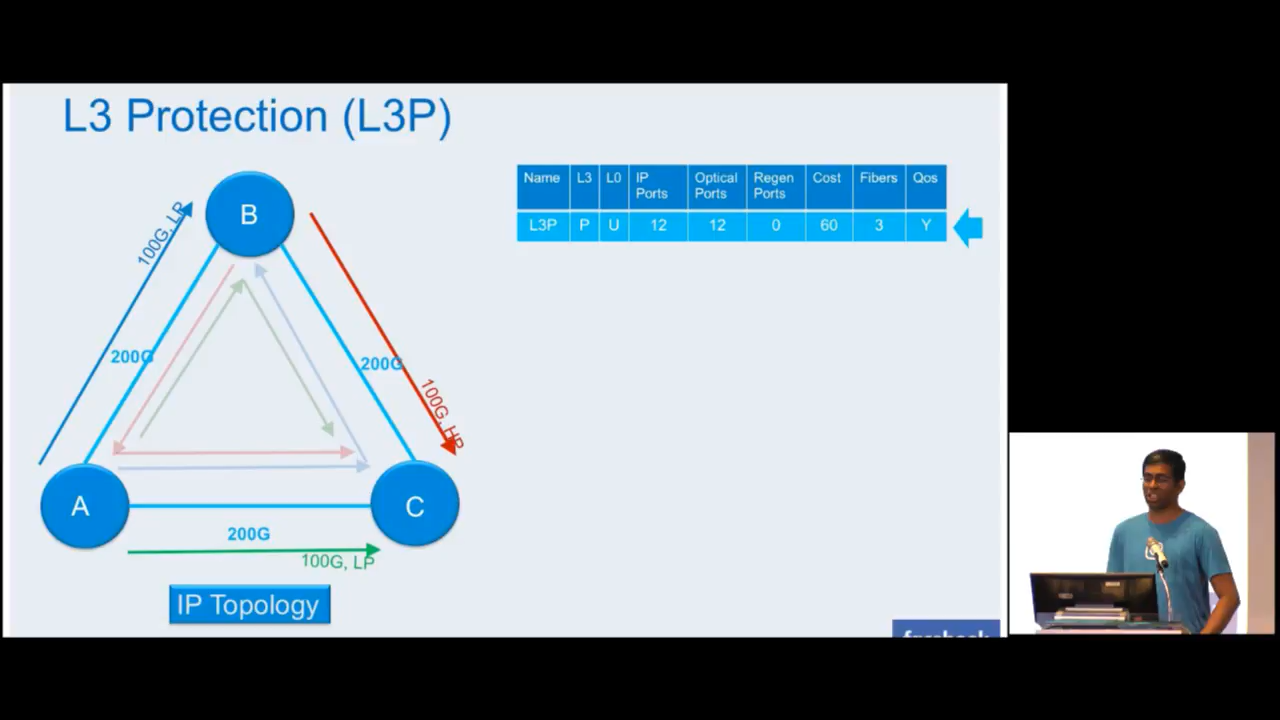 L3 Protection (L3P)
Name L3 L0 IP Ports Optical Ports Regen Ports Cost Fibers Qos
L3P P U 12 12 0 60 3 Y
B
100G, LP
200G
200G
100G, HP
A
C
200G
100G, LP
IP Topology
facebook